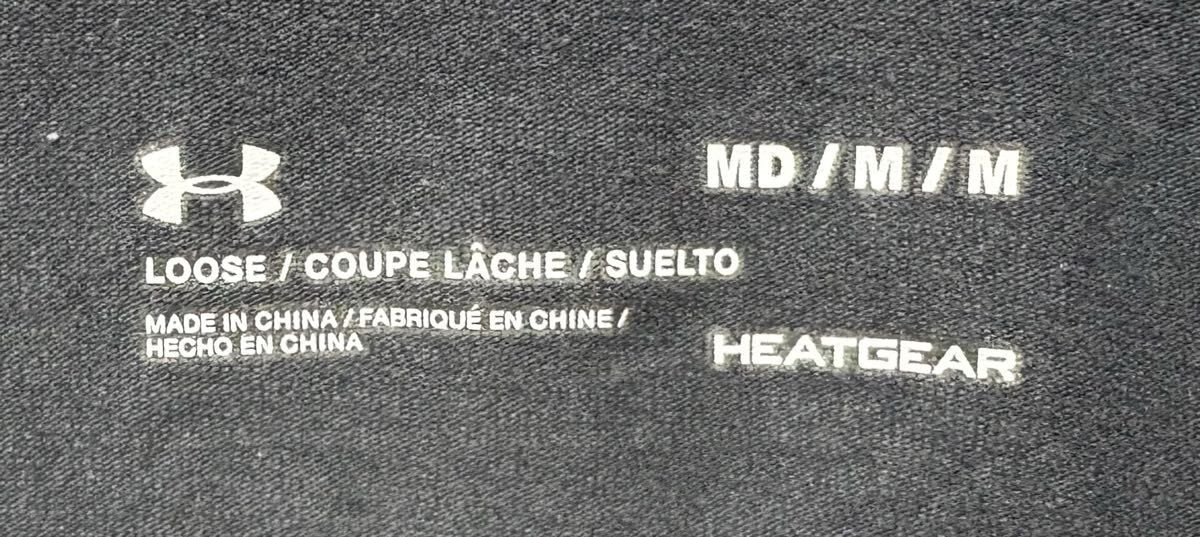 MD / M / M
LOOSE / COUPE LÂCHE / SUELTO
MADE IN CHINA / FABRIQUÉ EN CHINE /
HECHO EN CHINA
HEATGEAR